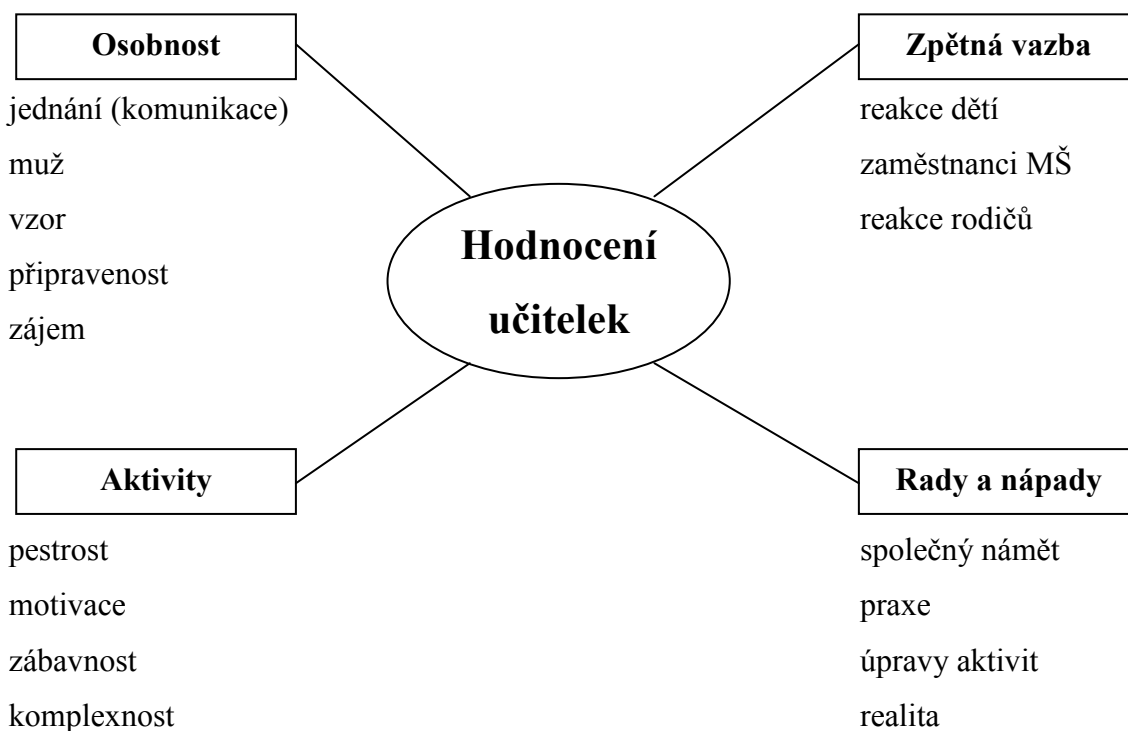 Osobnost
jednání (komunikace)
muž
vzor
připravenost
zájem
Zpětná vazba
reakce dětí
zaměstnanci MŠ
reakce rodičů
Hodnocení
učitelek
Aktivity
pestrost
motivace
zábavnost
komplexnost
Rady a nápady
společný námět
praxe
úpravy aktivit
realita